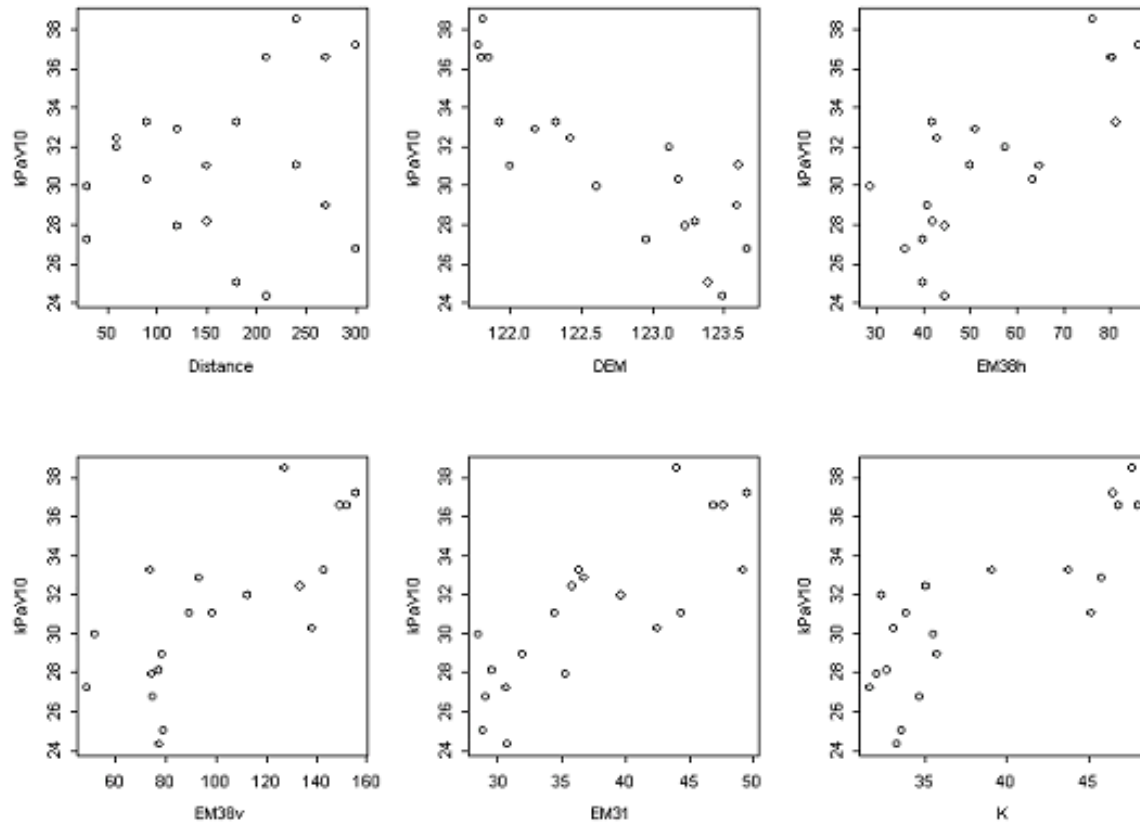 kPaV10
24 26 28 30 32 34 36 38
50 100 150 200 250 300
Distance
kPaV10
24 26 28 30 32 34 36 38
122.0 122.5 123.0 123.5
DEM
kPaV10
24 26 28 30 32 34 36 38
30 40 50 60 70 80
EM38h
kPaV10
24 26 28 30 32 34 36 38
60 80 100 120 140 160
EM38v
kPaV10
24 26 28 30 32 34 36 38
30 35 40 45 50
EM31
kPaV10
24 26 28 30 32 34 36 38
35 40 45
K